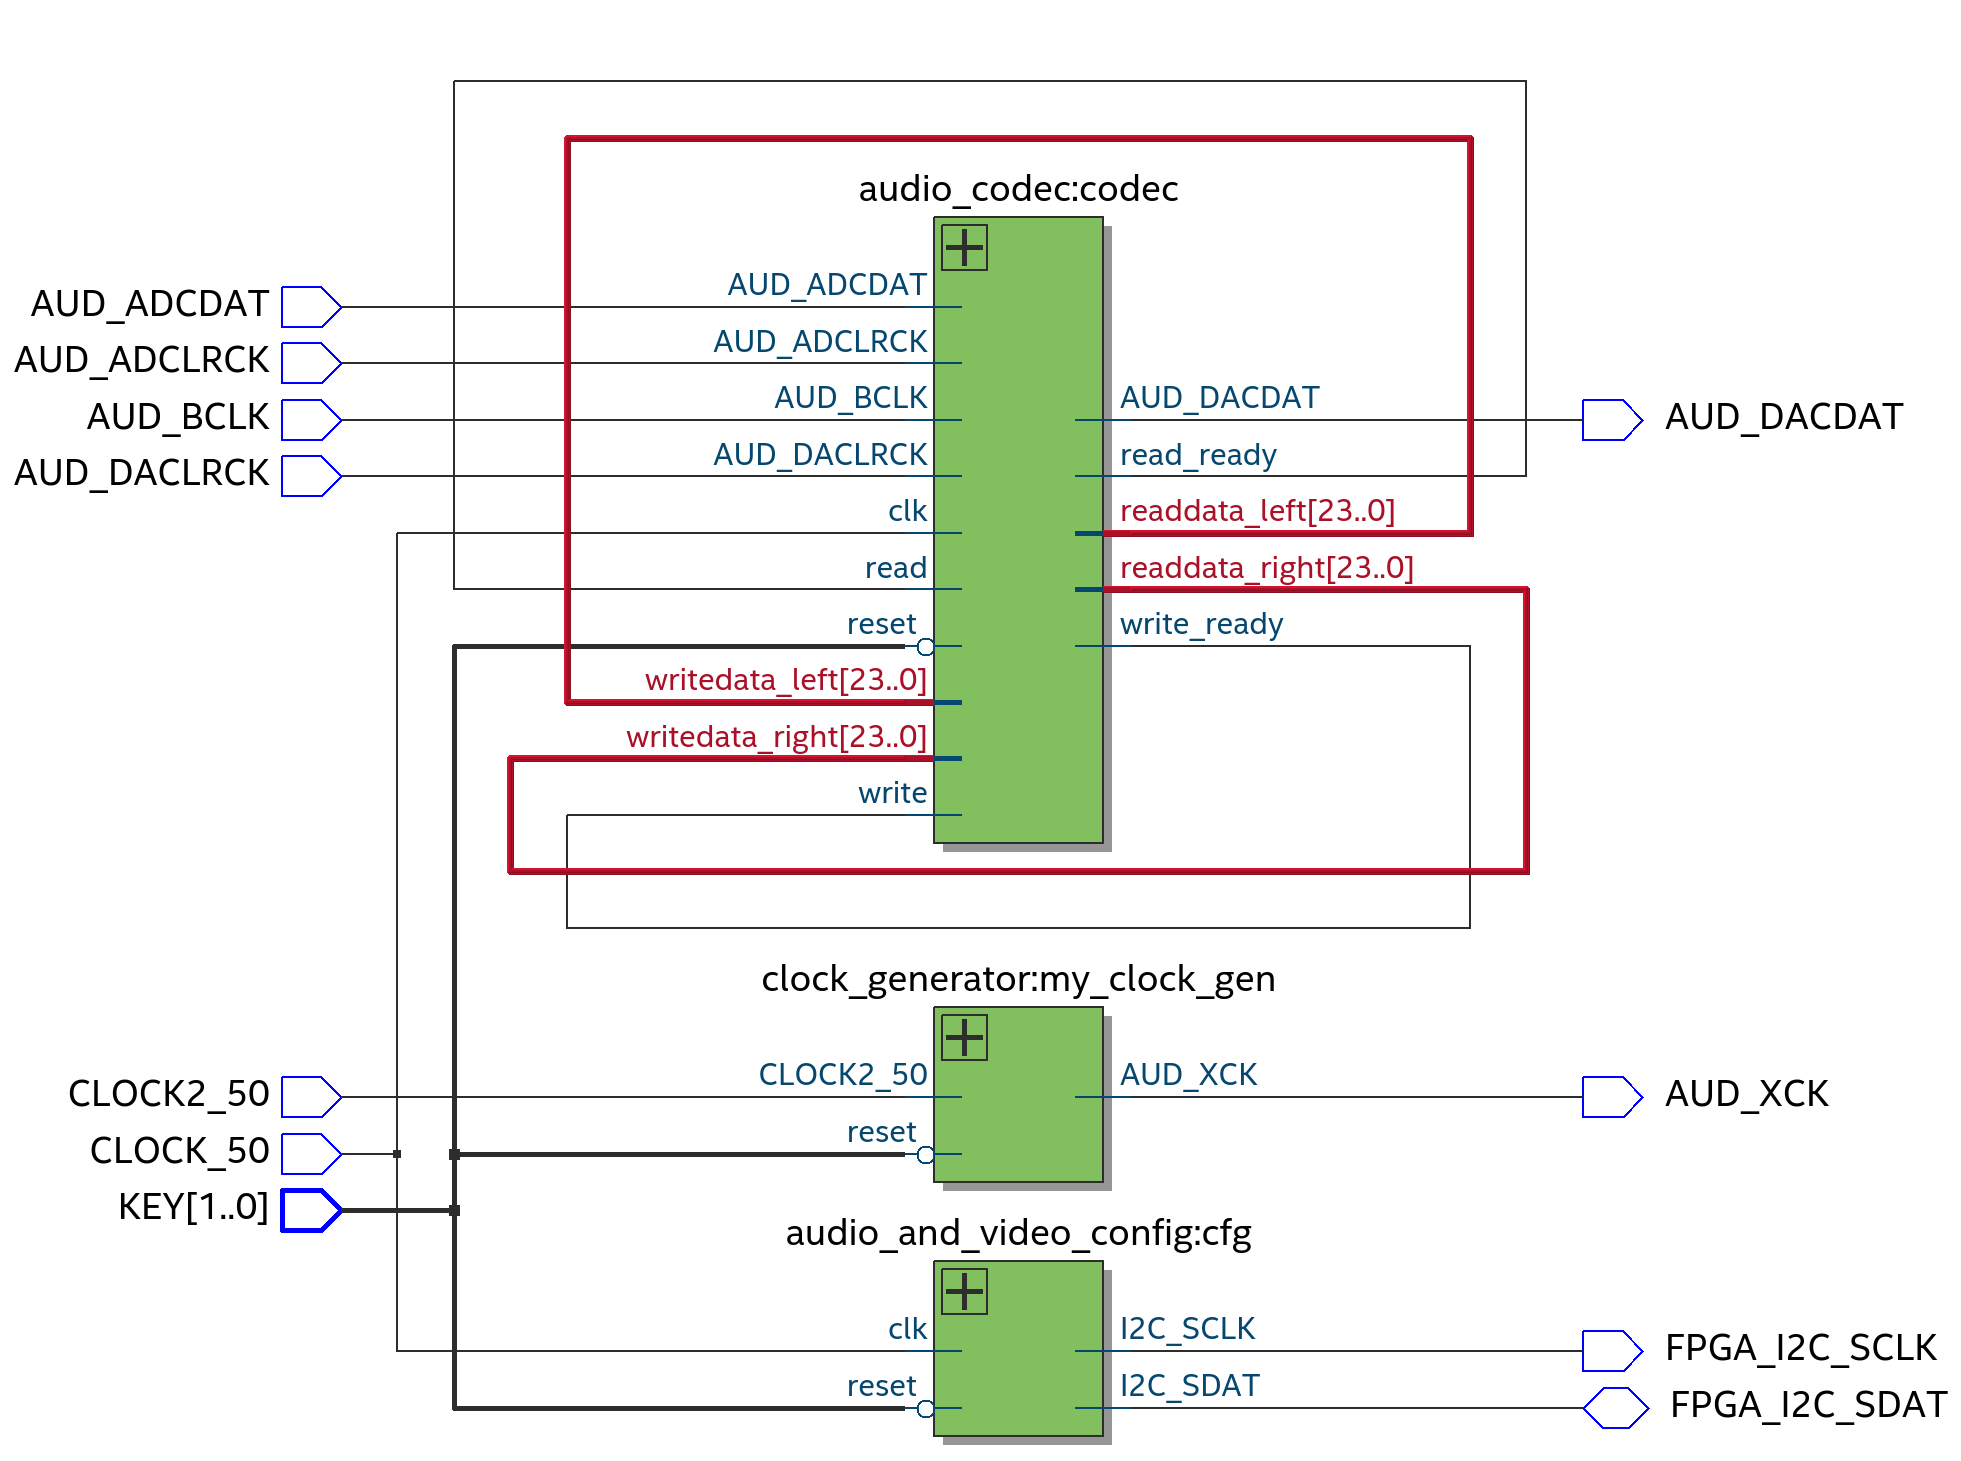 audio_codec:codec
AUD_ADCDAT
AUD_ADCDAT
AUD_ADCLRCK
AUD_ADCLRCK
AUD_BCLK
AUD_BCLK
AUD_DACDAT
AUD_DACDAT
AUD_DACLRCK
AUD_DACLRCK
read_ready
clk
readdata_left[23..0]
read
readdata_right[23..0]
reset
write_ready
writedata_left[23..0]
writedata_right[23..0]
write
clock_generator:my_clock_gen
CLOCK2_50
CLOCK2_50
AUD_XCK
AUD_XCK
CLOCK_50
reset
KEY[1..0]
audio_and_video_config:cfg
clk
I2C_SCLK
FPGA_I2C_SCLK
reset
I2C_SDAT
FPGA_I2C_SDAT